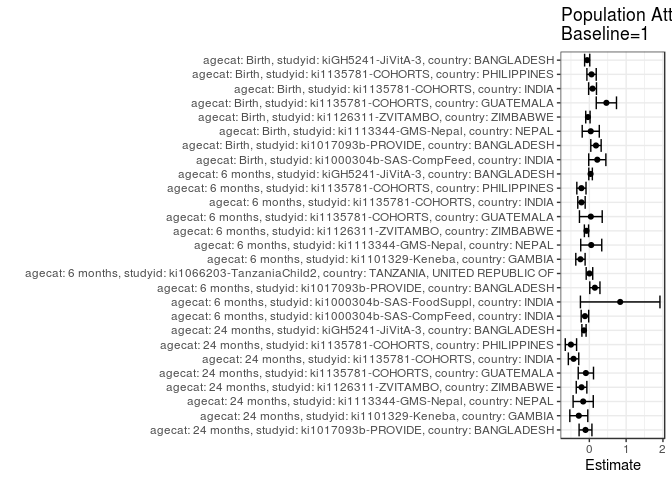 Population Att
Baseline=1
agecat: Birth, studyid: kiGH5241-JiVitA-3, country: BANGLADESH
agecat: Birth, studyid: ki1135781-COHORTS, country: PHILIPPINES
agecat: Birth, studyid: ki1135781-COHORTS, country: INDIA
agecat: Birth, studyid: ki1135781-COHORTS, country: GUATEMALA
agecat: Birth, studyid: ki1126311-ZVITAMBO, country: ZIMBABWE
agecat: Birth, studyid: ki1113344-GMS-Nepal, country: NEPAL
agecat: Birth, studyid: ki1017093b-PROVIDE, country: BANGLADESH
agecat: Birth, studyid: ki1000304b-SAS-CompFeed, country: INDIA
agecat: 6 months, studyid: kiGH5241-JiVitA-3, country: BANGLADESH
agecat: 6 months, studyid: ki1135781-COHORTS, country: PHILIPPINES
agecat: 6 months, studyid: ki1135781-COHORTS, country: INDIA
agecat: 6 months, studyid: ki1135781-COHORTS, country: GUATEMALA
agecat: 6 months, studyid: ki1126311-ZVITAMBO, country: ZIMBABWE
agecat: 6 months, studyid: ki1113344-GMS-Nepal, country: NEPAL
agecat: 6 months, studyid: ki1101329-Keneba, country: GAMBIA
agecat: 6 months, studyid: ki1066203-TanzaniaChild2, country: TANZANIA, UNITED REPUBLIC OF
agecat: 6 months, studyid: ki1017093b-PROVIDE, country: BANGLADESH
agecat: 6 months, studyid: ki1000304b-SAS-FoodSuppl, country: INDIA
agecat: 6 months, studyid: ki1000304b-SAS-CompFeed, country: INDIA
agecat: 24 months, studyid: kiGH5241-JiVitA-3, country: BANGLADESH
agecat: 24 months, studyid: ki1135781-COHORTS, country: PHILIPPINES
agecat: 24 months, studyid: ki1135781-COHORTS, country: INDIA
agecat: 24 months, studyid: ki1135781-COHORTS, country: GUATEMALA
agecat: 24 months, studyid: ki1126311-ZVITAMBO, country: ZIMBABWE
agecat: 24 months, studyid: ki1113344-GMS-Nepal, country: NEPAL
agecat: 24 months, studyid: ki1101329-Keneba, country: GAMBIA
agecat: 24 months, studyid: ki1017093b-PROVIDE, country: BANGLADESH
0 1 2
Estimate